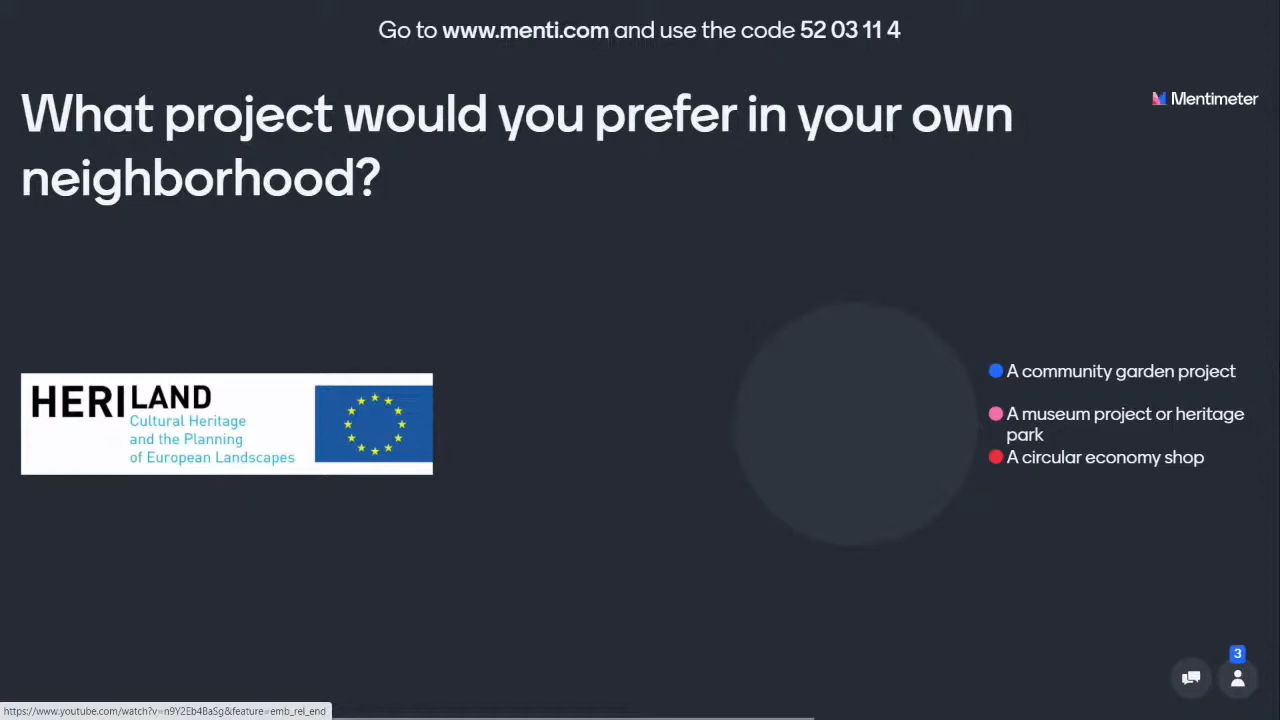 Go to www.menti.com and use the code 52 03 11 4
What project would you prefer in your own
neighborhood?
Mentimeter
HERILAND
Cultural Heritage
and the Planning
of European Landscapes
A community garden project
A museum project or heritage
park
A circular economy shop
3
https://www.youtube.com/watch?v=n9Y2Eb4BaSg&feature=emb_rel_end